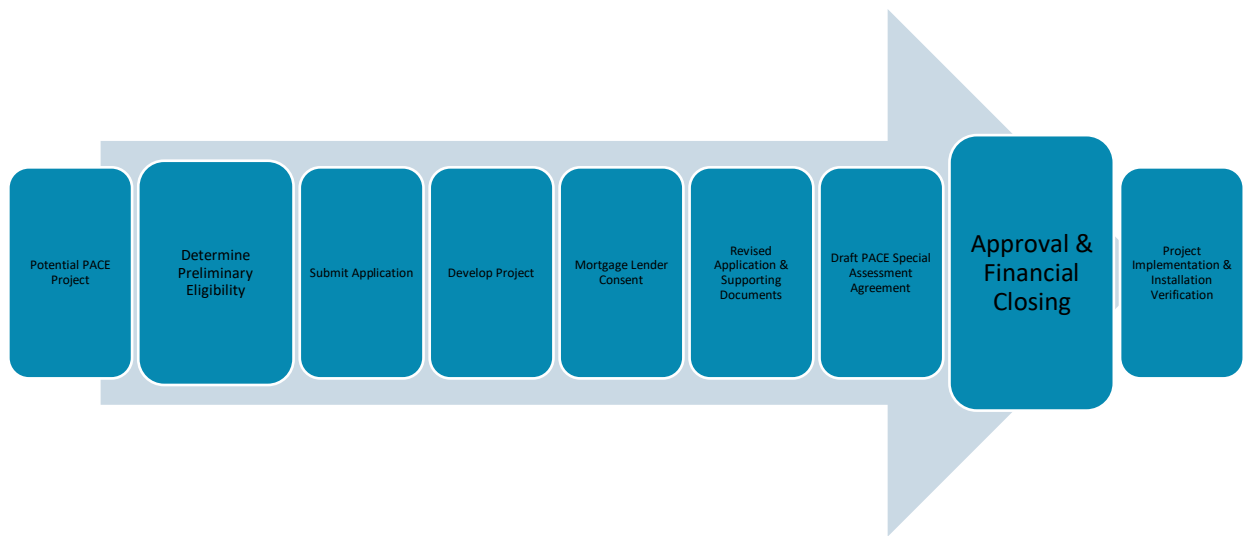 Potential PACE
Project
Determine
Preliminary
Eligibility
Submit Application
Develop Project
Mortgage Lender
Consent
Revised
Application &
Supporting
Documents
Draft PACE Special
Assessment
Agreement
Approval &
Financial
Closing
Project
Implementation &
Installation
Verification